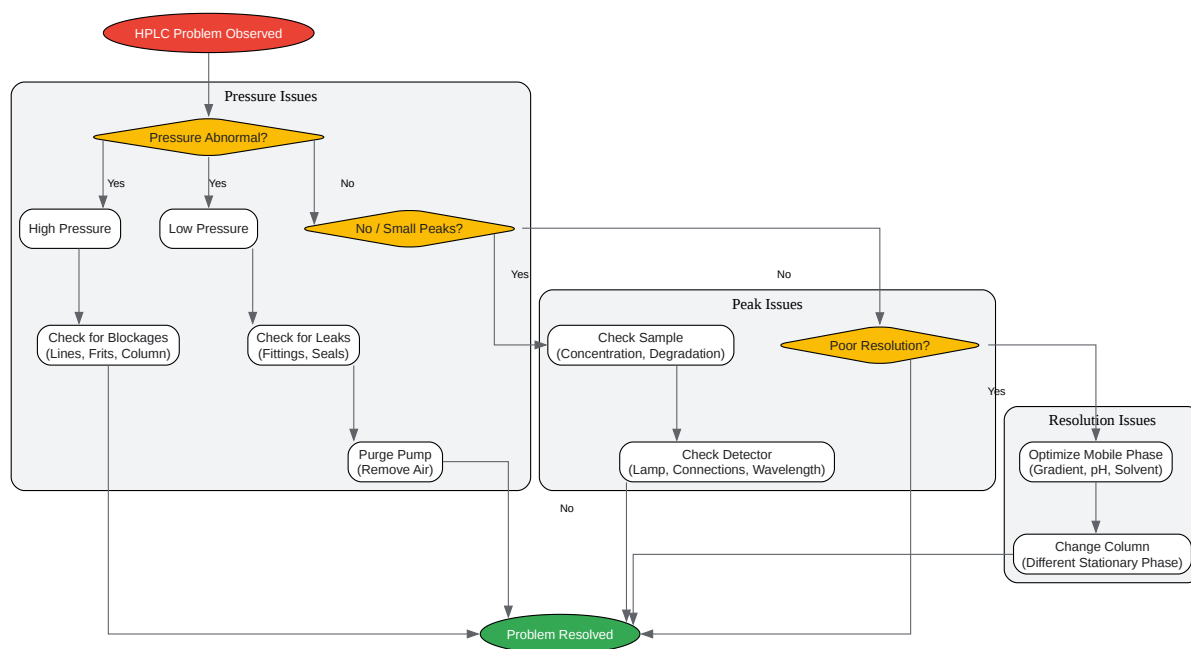 HPLC Problem Observed
Pressure Issues
Pressure Abnormal?
Yes
Yes
No
High Pressure
Low Pressure
No / Small Peaks?
Yes
No
Peak Issues
Check for Blockages
(Lines, Frits, Column)
Check for Leaks
(Fittings, Seals)
Check Sample
(Concentration, Degradation)
Poor Resolution?
Yes
Resolution Issues
Purge Pump
(Remove Air)
Check Detector
(Lamp, Connections, Wavelength)
Optimize Mobile Phase
(Gradient, pH, Solvent)
No
Change Column
(Different Stationary Phase)
Problem Resolved